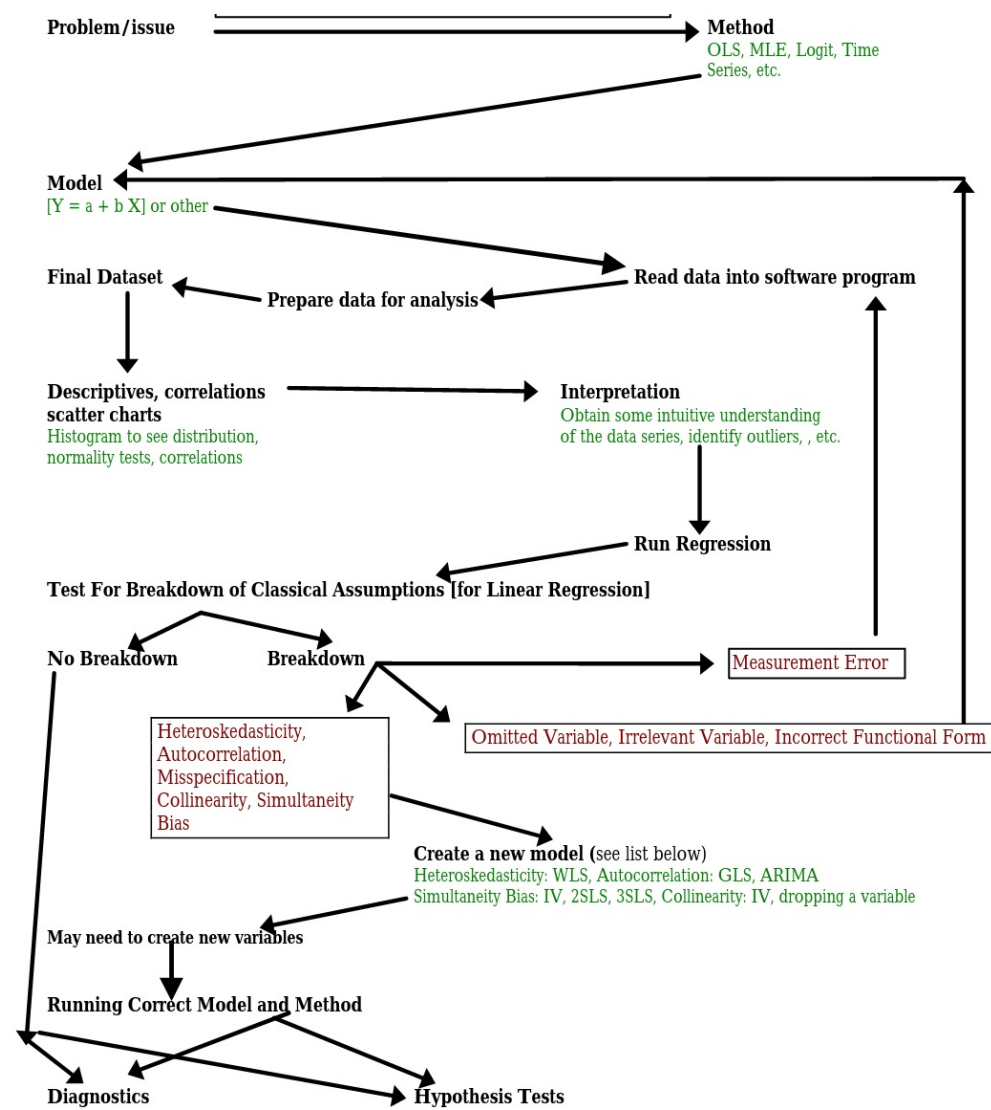 Problem/issue
Method
OLS, MLE, Logit, Time
Series, etc.
Model
[Y = a + b X] or other
Final Dataset
Read data into software program
Prepare data for analysis
Descriptives, correlations
scatter charts
Histogram to see distribution,
normality tests, correlations
Interpretation
Obtain some intuitive understanding
of the data series, identify outliers, , etc.
Run Regression
Test For Breakdown of Classical Assumptions [for Linear Regression]
No Breakdown
Breakdown
Measurement Error
Heteroskedasticity,
Autocorrelation,
Misspecification,
Collinearity, Simultaneity
Bias
Omitted Variable, Irrelevant Variable, Incorrect Functional Form
Create a new model (see list below)
Heteroskedasticity: WLS, Autocorrelation: GLS, ARIMA
Simultaneity Bias: IV, 2SLS, 3SLS, Collinearity: IV, dropping a variable
May need to create new variables
Running Correct Model and Method
Diagnostics
Hypothesis Tests